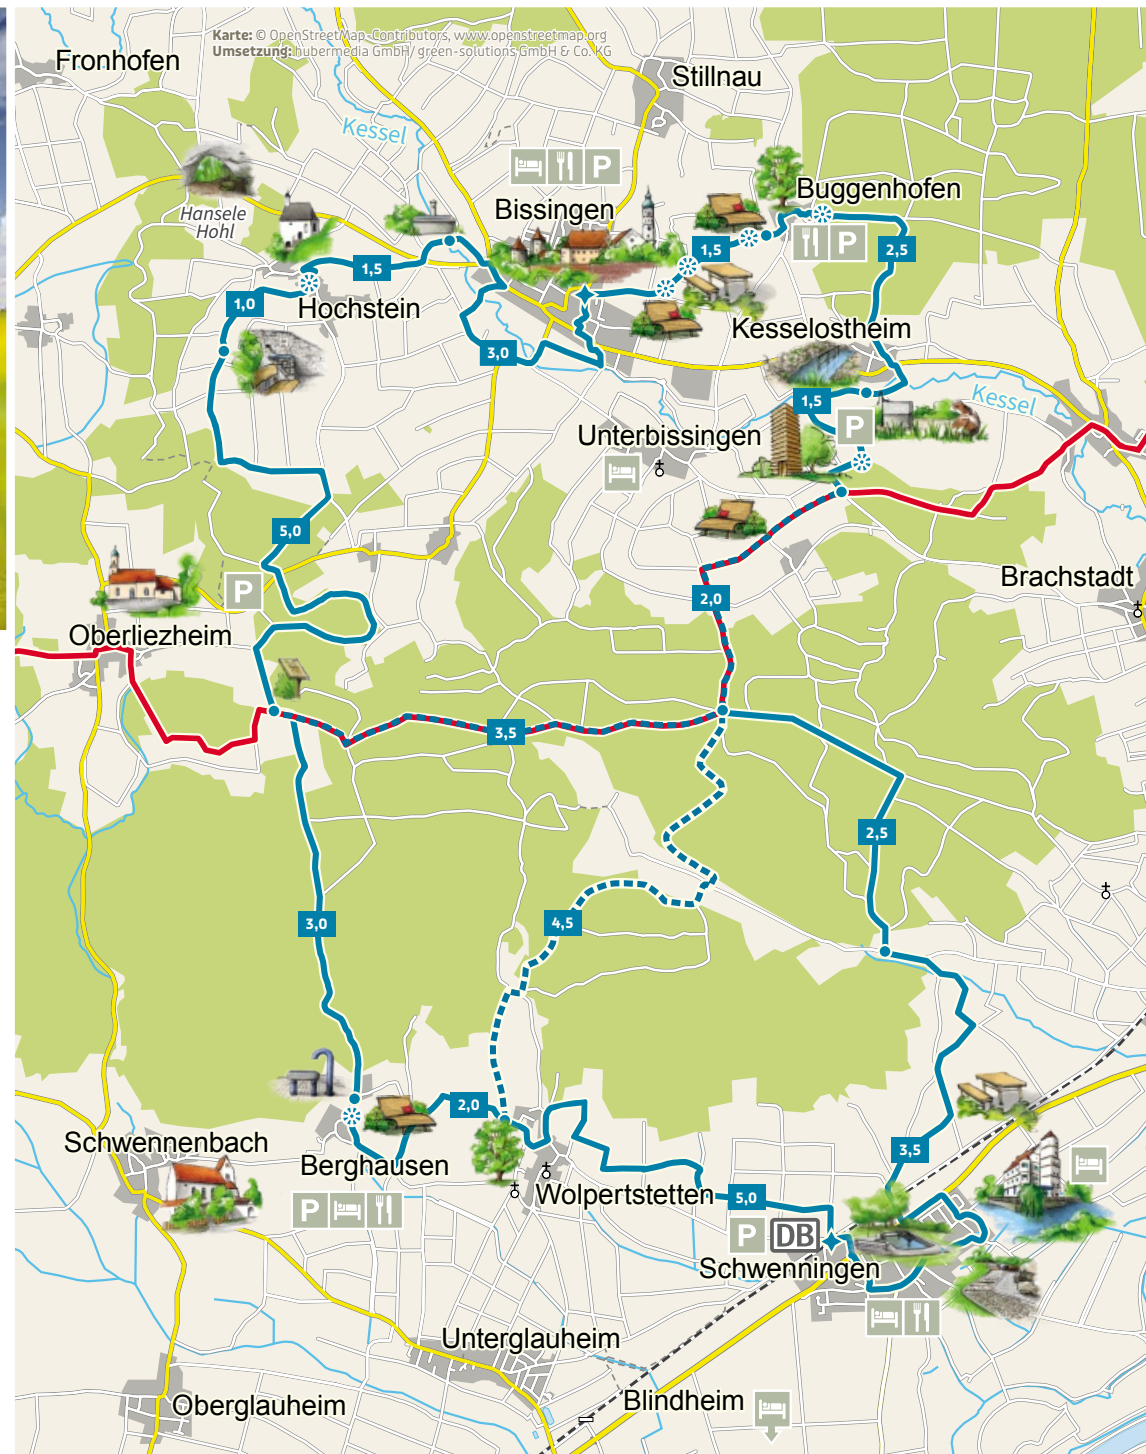 Karte: © OpenStreetMap-Contributors, www.openstreetmap.org
Umsetzung: hubermedia GmbH/ green-solutions GmbH & Co. KG
Fronhofen
Stillnau
Kessel
P
Bissingen
Buggenhofen
Hansele
Hohl
P
1,5
2,5
1,5
1,0
Hochstein
Kesselostheim
3,0
1,5
Kessel
P
Unterbissingen
5,0
Brachstadt
P
2,0
Oberliezheim
3,5
2,5
3,0
4,5
2,0
Schwennenbach
3,5
Berghausen
Wolpertstetten
5,0
P
P
DB
Schwenningen
Unterglauheim
Oberglauheim
Blindheim